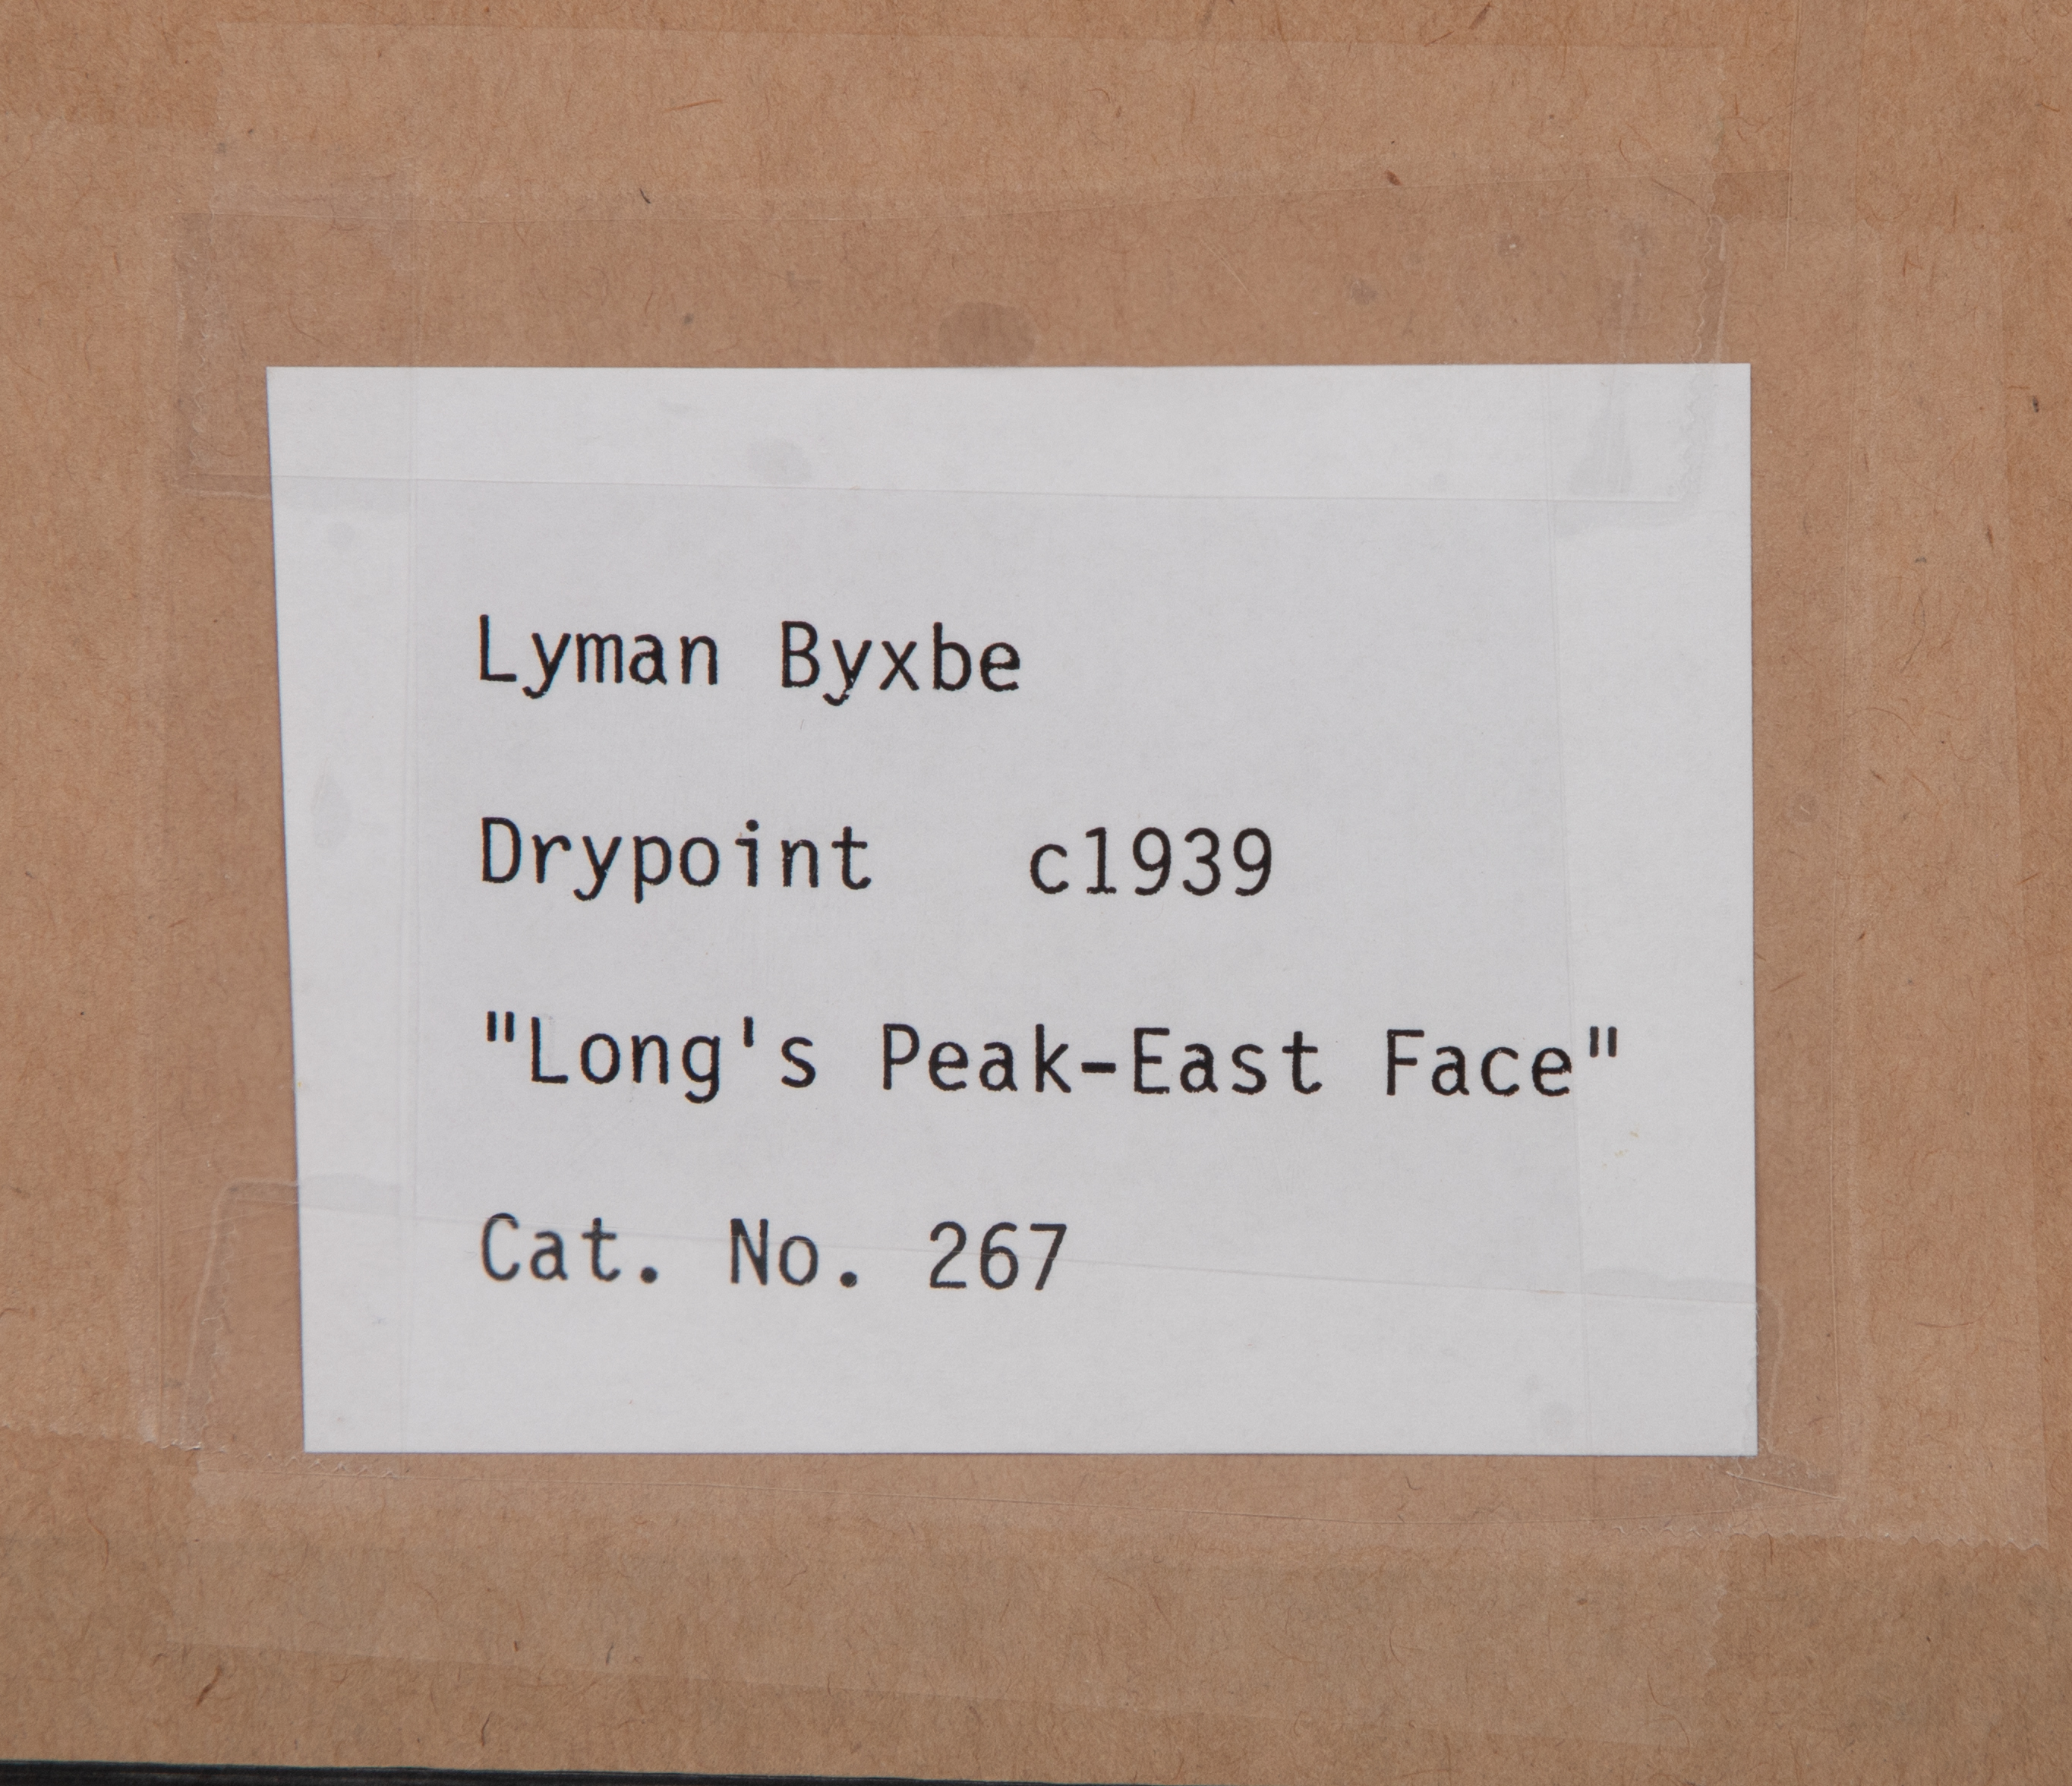 Lyman Byxbe
Drypoint c1939
"Long's Peak-East Face"
Cat. No. 267